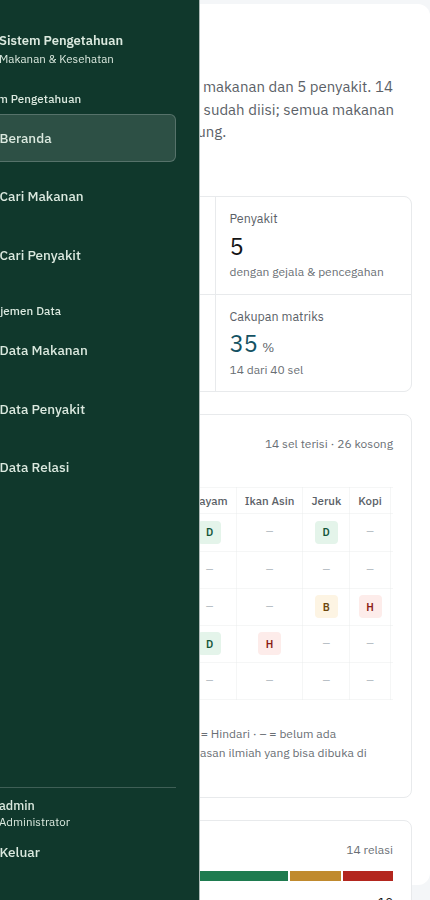 Sistem Pengetahuan
Makanan & Kesehatan
m Pengetahuan
Beranda
Cari Makanan
Cari Penyakit
jemen Data
Data Makanan
Data Penyakit
Data Relasi
admin
Administrator
Keluar
makanan dan 5 penyakit. 14
sudah diisi; semua makanan
ung.
Penyakit
5
dengan gejala & pencegahan
Cakupan matriks
35 %
14 dari 40 sel
14 sel terisi · 26 kosong
ayam Ikan Asin Jeruk Kopi
D – D –
– – – –
– – B H
D H – –
– – – –
= Hindari · – = belum ada
asan ilmiah yang bisa dibuka di
14 relasi